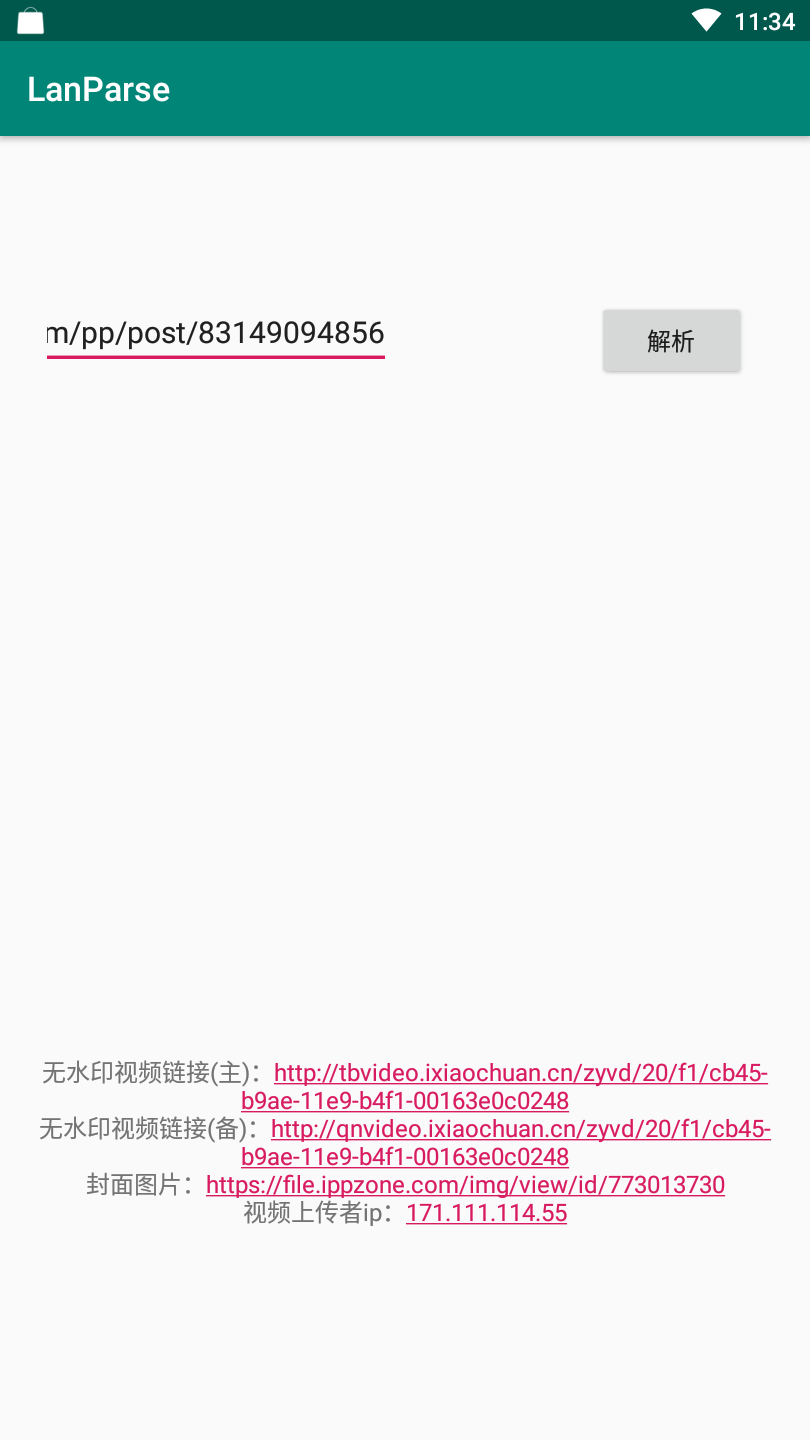 11:34
LanParse
m/pp/post/83149094856
解析
无水印视频链接(主)：http://tbvideo.ixiaochuan.cn/zyvd/20/f1/cb45-
b9ae-11e9-b4f1-00163e0c0248
无水印视频链接(备)：http://qnvideo.ixiaochuan.cn/zyvd/20/f1/cb45-
b9ae-11e9-b4f1-00163e0c0248
封面图片：https://file.ippzone.com/img/view/id/773013730
视频上传者ip：171.111.114.55